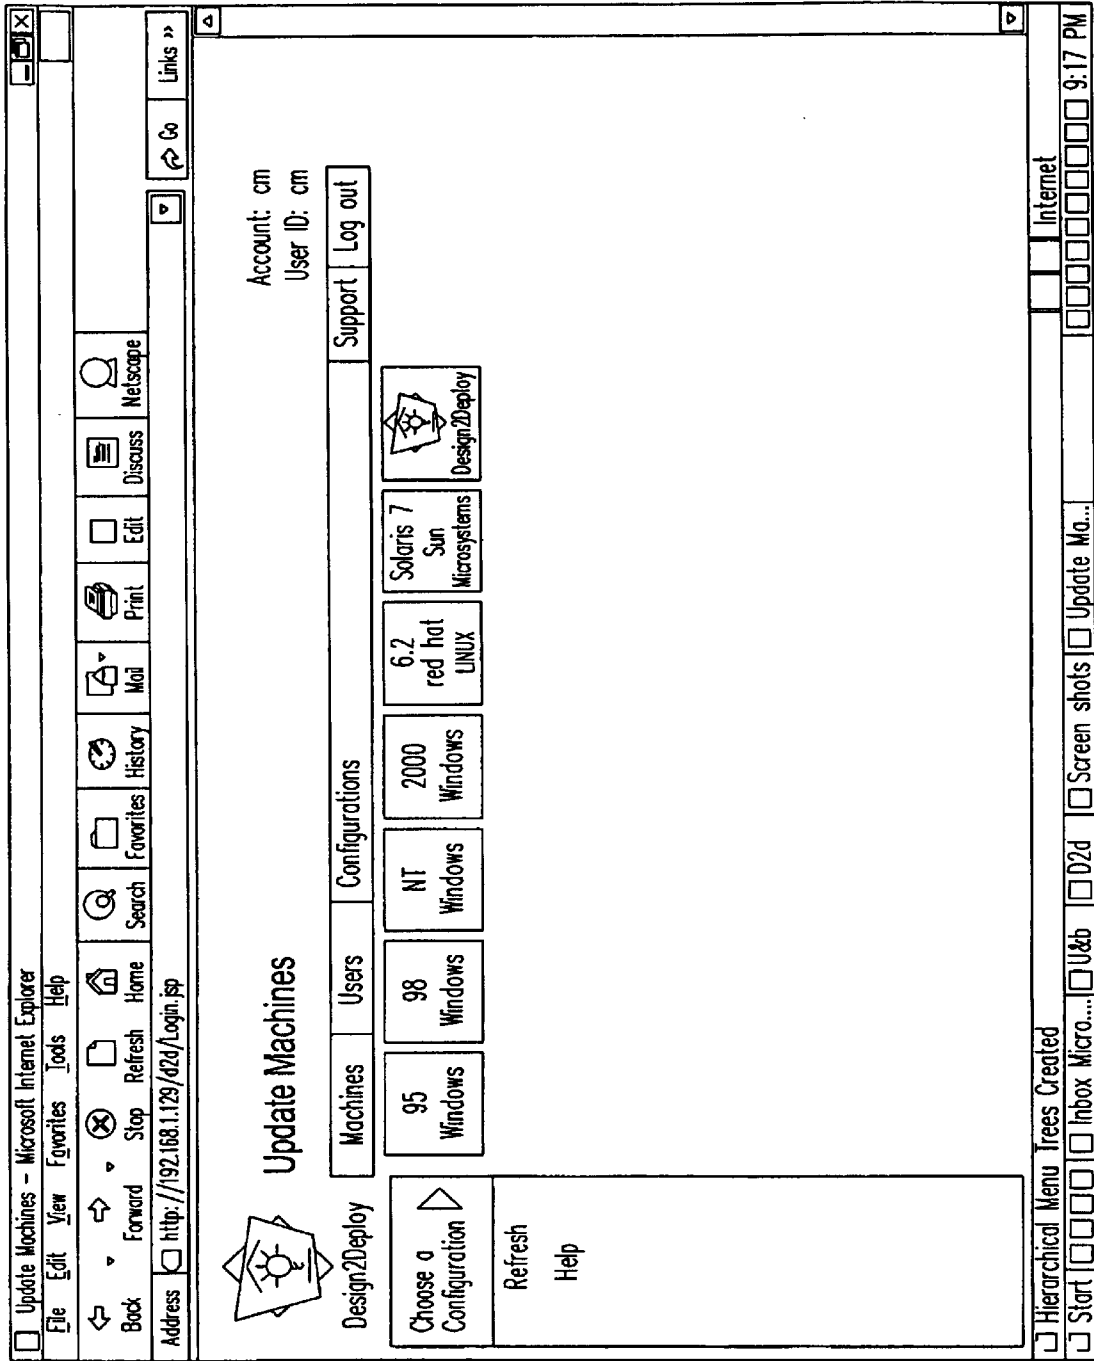 Update Machines – Microsoft Internet Explorer
File Edit View Favorites Tools Help
Back Forward Stop Refresh Home Search Favorites History Mail Print Edit Discuss Netscape
Address http://192.168.1.129/d2d/Login.jsp Go Links »
Design2Deploy
Update Machines
Account: cm
User ID: cm
Machines Users Configurations Support Log out
Choose a
Configuration
95
Windows
98
Windows
NT
Windows
2000
Windows
6.2
red hat
LINUX
Solaris 7
Sun
Microsystems
Design2Deploy
Refresh
Help
Hierarchical Menu Trees Created Internet
Start Inbox Micro.... U&b D2d Screen shots Update Ma... 9:17 PM